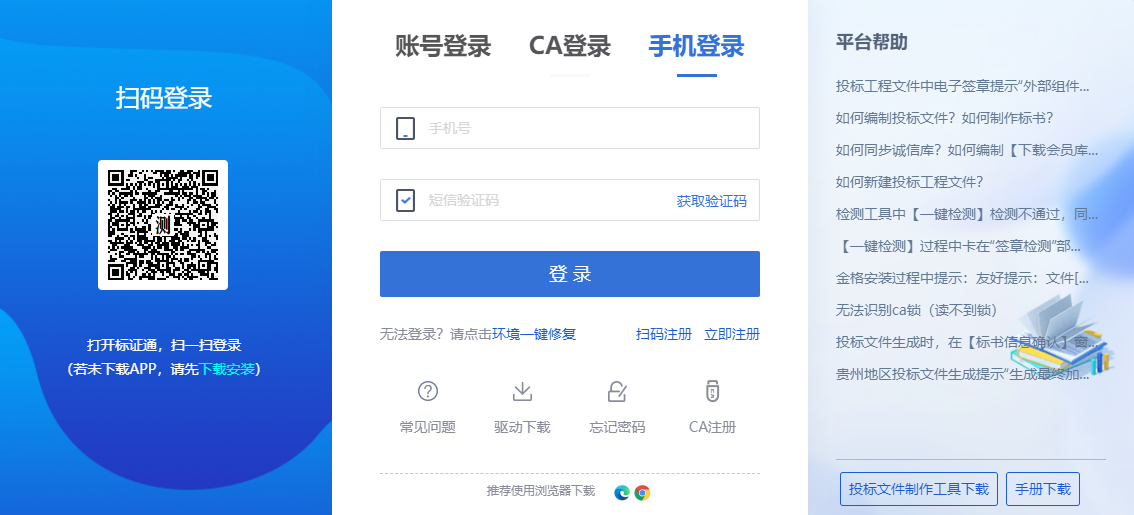 扫码登录
测
打开标证通，扫一扫登录
(若未下载APP，请先下载安装)
账号登录 CA登录 手机登录
手机号
短信验证码 获取验证码
登 录
无法登录？请点击环境一键修复 扫码注册 立即注册
常见问题 驱动下载 忘记密码 CA注册
推荐使用浏览器下载
平台帮助
投标工程文件中电子签章提示“外部组件...
如何编制投标文件？如何制作标书？
如何同步诚信库？如何编制【下载会员库...
如何新建投标工程文件？
检测工具中【一键检测】检测不通过，同...
【一键检测】过程中卡在“签章检测”部...
金格安装过程中提示：友好提示：文件[...
无法识别ca锁（读不到锁）
投标文件生成时，在【标书信息确认】窗...
贵州地区投标文件生成提示“生成最终加...
投标文件制作工具下载 手册下载